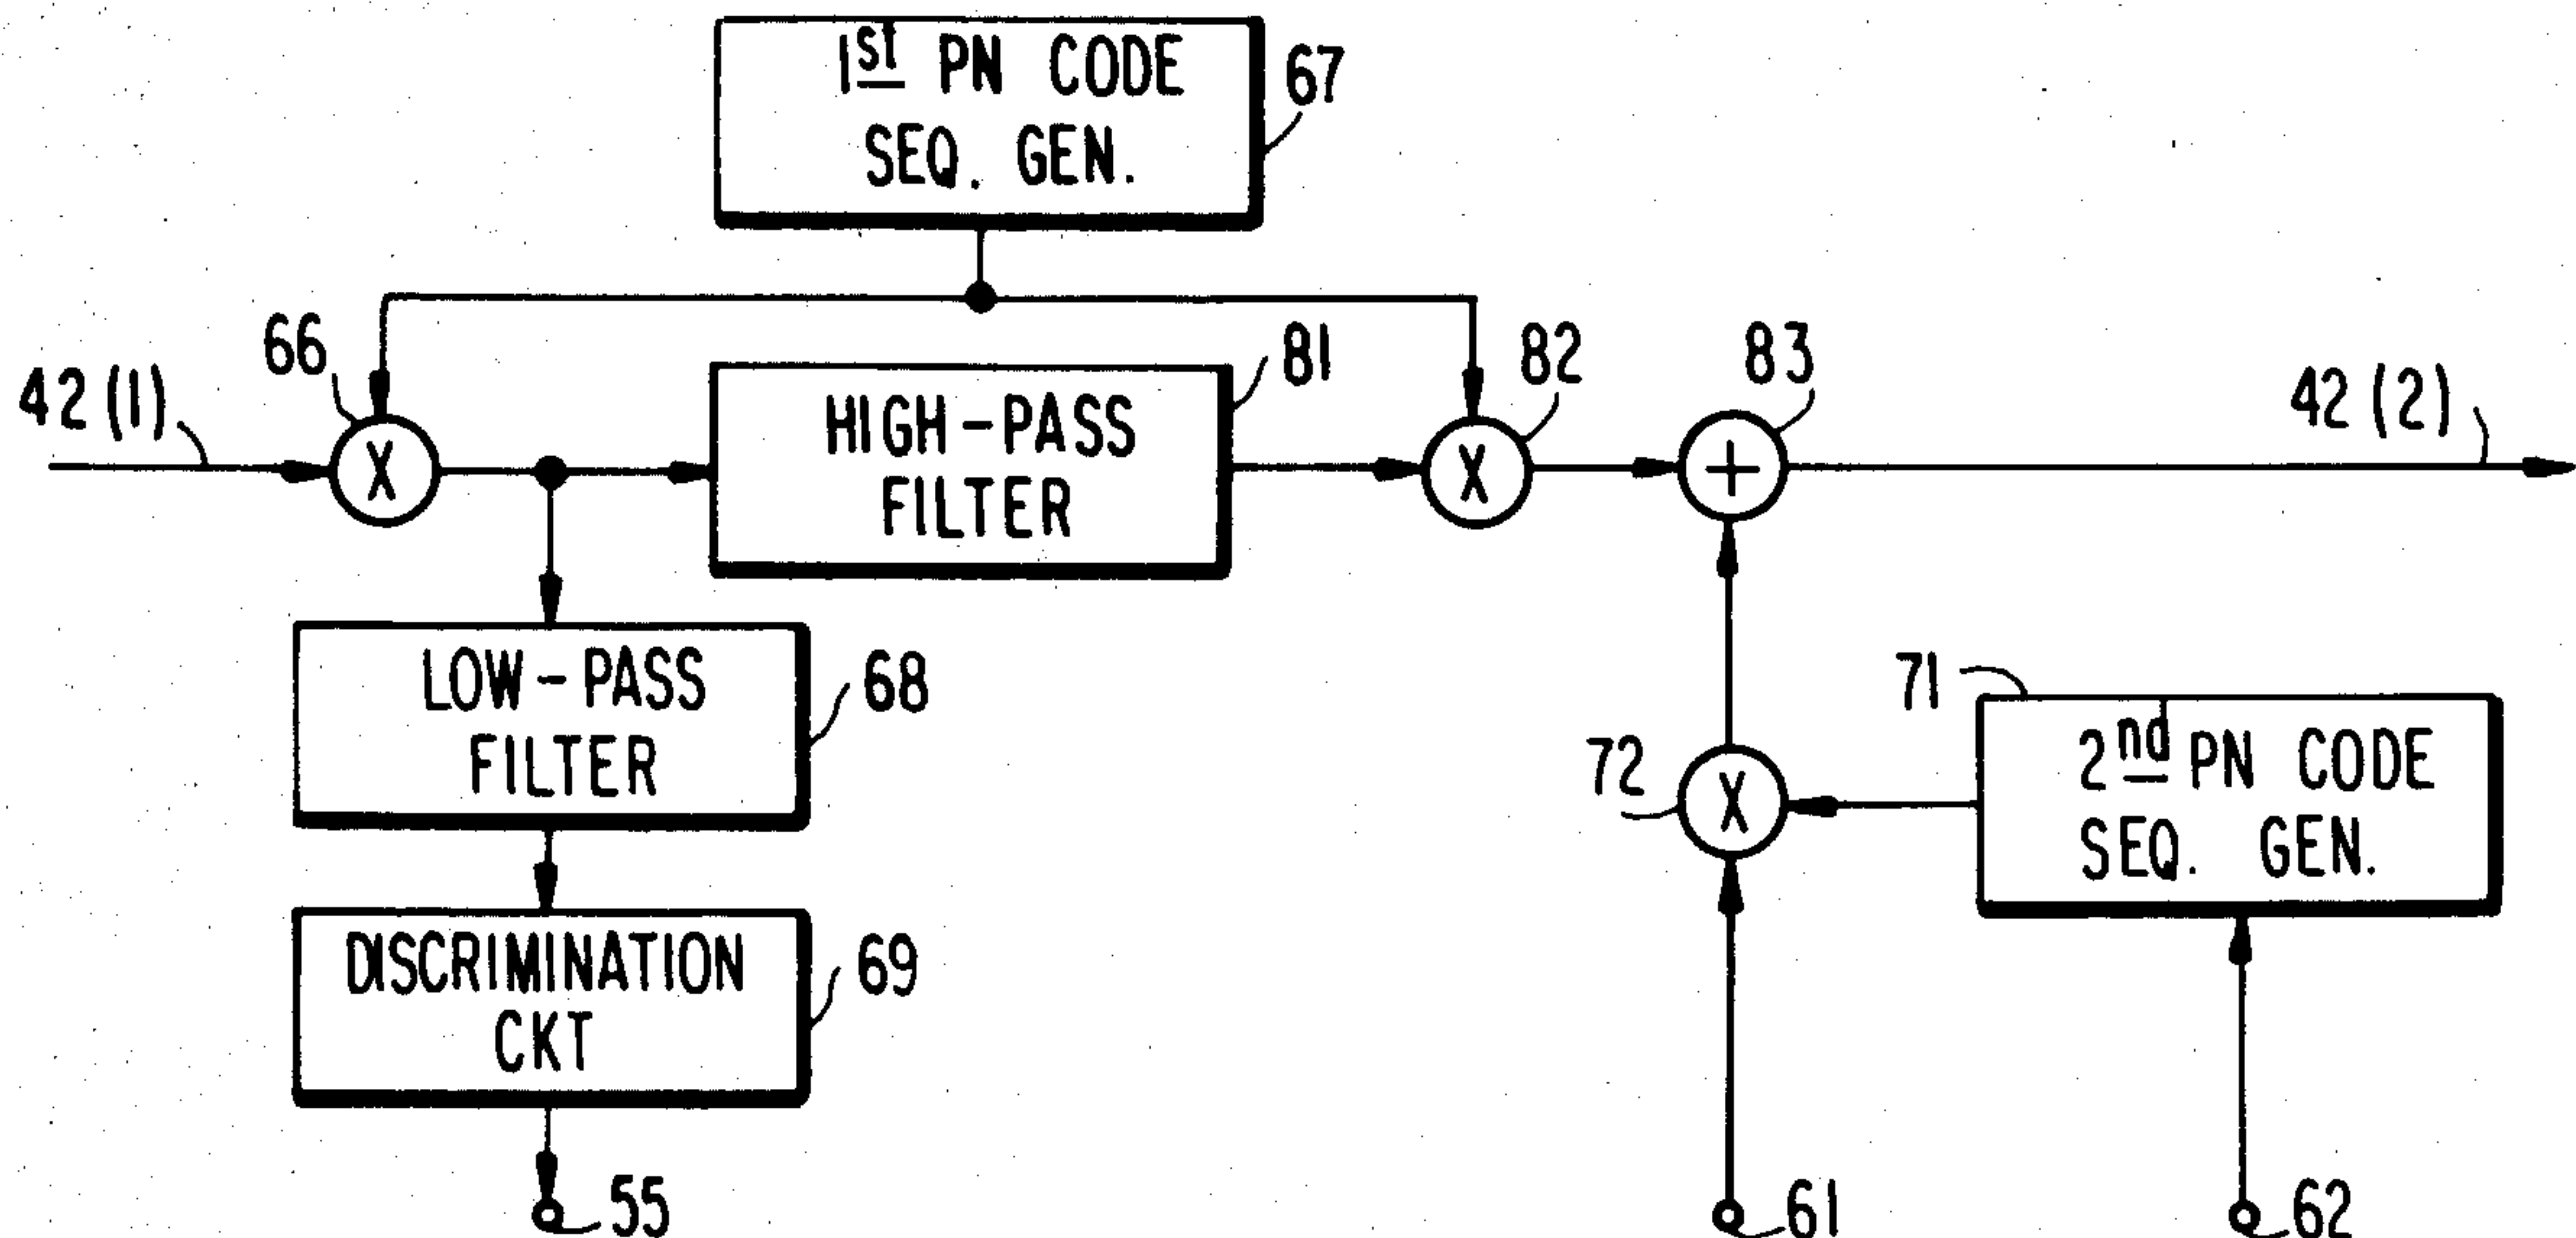 1st PN CODE
SEQ. GEN.
67
66
42 (1)
81
HIGH-PASS
FILTER
82
83
42 (2)
LOW-PASS
FILTER
68
71
2nd PN CODE
SEQ. GEN.
72
DISCRIMINATION
CKT
69
55
61
62
X
X
+
X